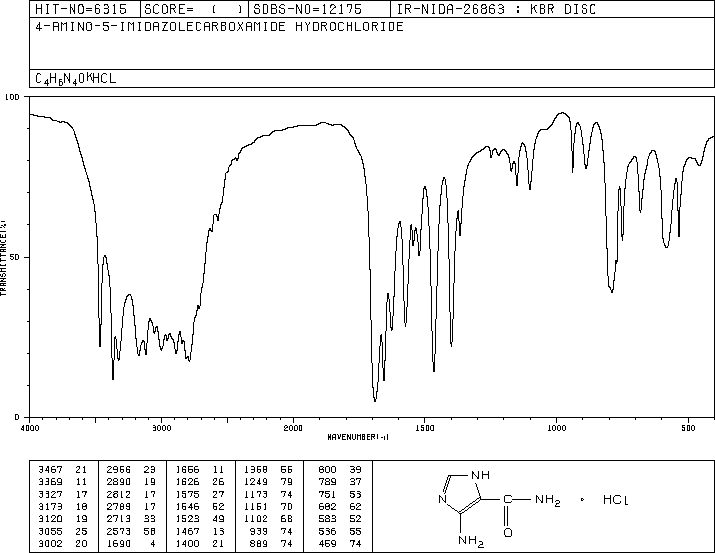 HIT-NO=6315 SCORE= ( ) SDBS-NO=12175 IR-NIDA-26863 : KBR DISC
4-AMINO-5-IMIDAZOLECARBOXAMIDE HYDROCHLORIDE
C4H6N4O·HCL
100
TRANSMITTANCE(%)
50
0
4000 3000 2000 1500 1000 500
WAVENUMBER(-1)
3467 21 2966 23 1656 11 1368 55 800 39
3369 11 2890 19 1626 26 1249 79 789 37
3327 17 2812 17 1575 27 1173 74 751 53
3173 18 2789 17 1546 52 1151 70 682 62
3120 19 2713 33 1523 49 1102 68 583 52
3055 25 2573 58 1467 13 939 74 536 55
3002 20 1690 4 1400 21 889 74 459 74
NH
N
C
NH2
O
NH2
· HCl